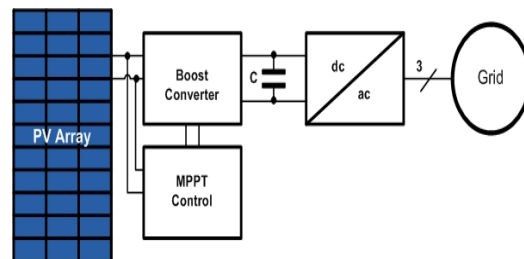 PV Array
Boost
Converter
MPPT
Control
C
dc
ac
3
Grid